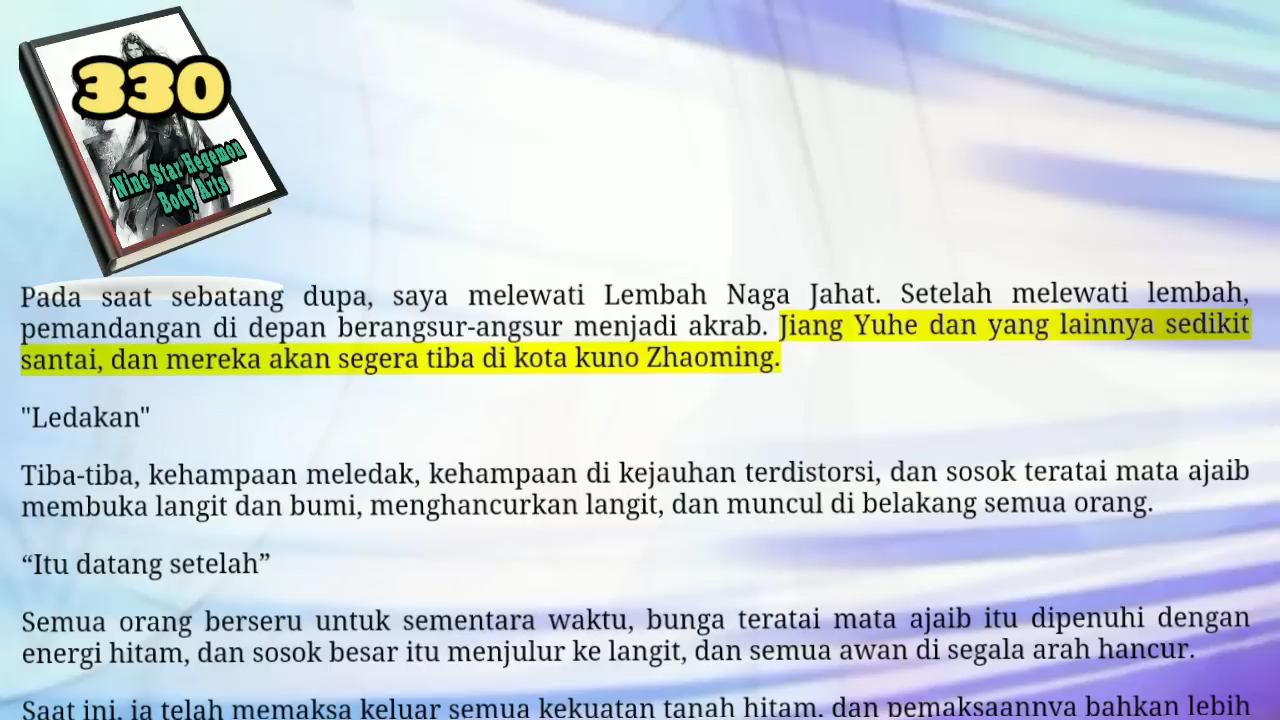 330
Nine Star Hegemon
Body Arts
Pada saat sebatang dupa, saya melewati Lembah Naga Jahat. Setelah melewati lembah,
pemandangan di depan berangsur-angsur menjadi akrab. Jiang Yuhe dan yang lainnya sedikit
santai, dan mereka akan segera tiba di kota kuno Zhaoming.
"Ledakan"
Tiba-tiba, kehampaan meledak, kehampaan di kejauhan terdistorsi, dan sosok teratai mata ajaib
membuka langit dan bumi, menghancurkan langit, dan muncul di belakang semua orang.
“Itu datang setelah”
Semua orang berseru untuk sementara waktu, bunga teratai mata ajaib itu dipenuhi dengan
energi hitam, dan sosok besar itu menjulur ke langit, dan semua awan di segala arah hancur.
Saat ini, ia telah memaksa keluar semua kekuatan tanah hitam, dan pemaksaannya bahkan lebih